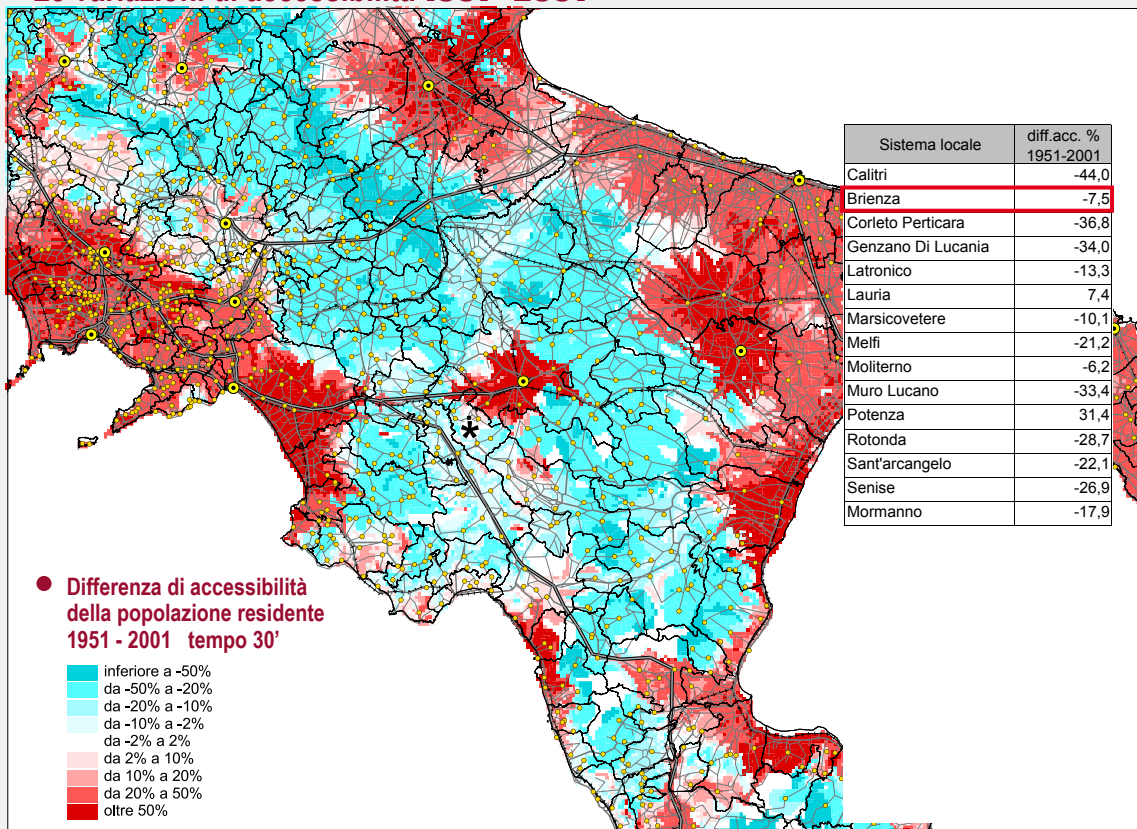 Sistema locale diff.acc. % 1951-2001
Calitri -44,0
Brienza -7,5
Corleto Perticara -36,8
Genzano Di Lucania -34,0
Latronico -13,3
Lauria 7,4
Marsicovetere -10,1
Melfi -21,2
Moliterno -6,2
Muro Lucano -33,4
Potenza 31,4
Rotonda -28,7
Sant'arcangelo -22,1
Senise -26,9
Mormanno -17,9
*
● Differenza di accessibilità
della popolazione residente
1951 - 2001 tempo 30'
inferiore a -50%
da -50% a -20%
da -20% a -10%
da -10% a -2%
da -2% a 2%
da 2% a 10%
da 10% a 20%
da 20% a 50%
oltre 50%